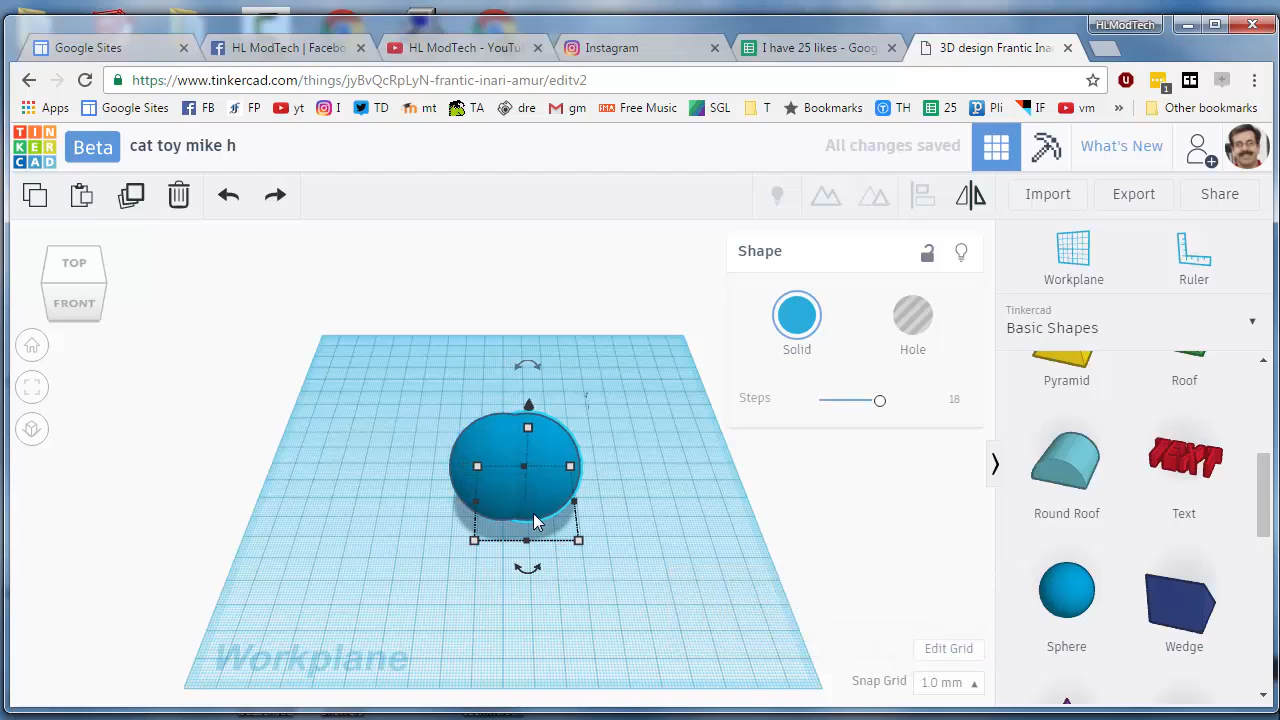 HLModTech
Google Sites
HL ModTech | Facebo
HL ModTech - YouTu
Instagram
I have 25 likes - Goog
3D design Frantic Ina
https://www.tinkercad.com/things/jyBvQcRpLyN-frantic-inari-amur/editv2
Apps
Google Sites
FB
FP
yt
I
TD
mt
TA
dre
gm
Free Music
SGL
T
Bookmarks
TH
25
Pli
IF
vm
»
Other bookmarks
TIN
KER
CAD
Beta
cat toy mike h
All changes saved
What's New
Import
Export
Share
TOP
FRONT
Shape
Solid
Hole
Steps
18
Workplane
Ruler
Tinkercad
Basic Shapes
Pyramid
Roof
TEXT
Round Roof
Text
Sphere
Wedge
Workplane
Edit Grid
Snap Grid
1.0 mm